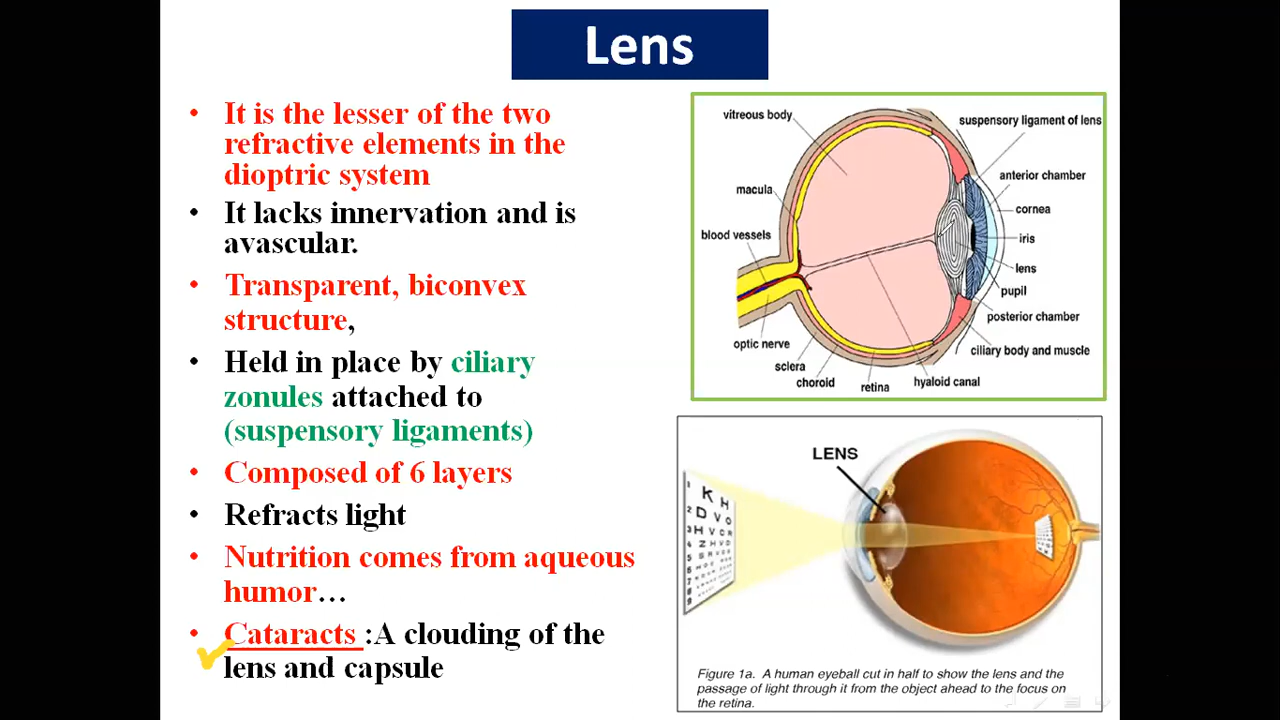 Lens
• It is the lesser of the two
refractive elements in the
dioptric system
• It lacks innervation and is
avascular.
• Transparent, biconvex
structure,
• Held in place by ciliary
zonules attached to
(suspensory ligaments)
• Composed of 6 layers
• Refracts light
• Nutrition comes from aqueous
humor…
• Cataracts :A clouding of the
lens and capsule
vitreous body
suspensory ligament of lens
anterior chamber
macula
cornea
blood vessels
iris
lens
pupil
posterior chamber
optic nerve
ciliary body and muscle
sclera
choroid
retina
hyaloid canal
LENS
1 K H
2 D V O
3 H V C R
Figure 1a. A human eyeball cut in half to show the lens and the
passage of light through it from the object ahead to the focus on
the retina.